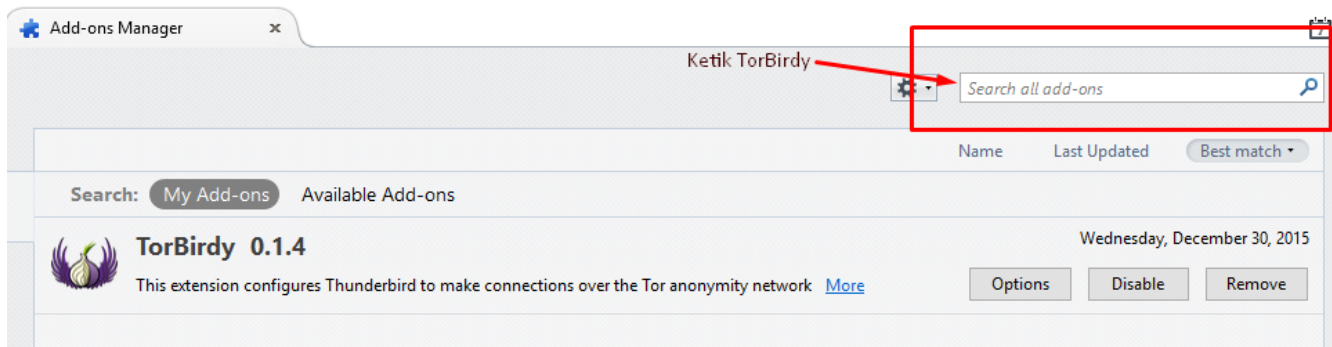 Add-ons Manager x
Ketik TorBirdy
Search all add-ons
Name Last Updated Best match
Search: My Add-ons Available Add-ons
TorBirdy 0.1.4 Wednesday, December 30, 2015
This extension configures Thunderbird to make connections over the Tor anonymity network More Options Disable Remove